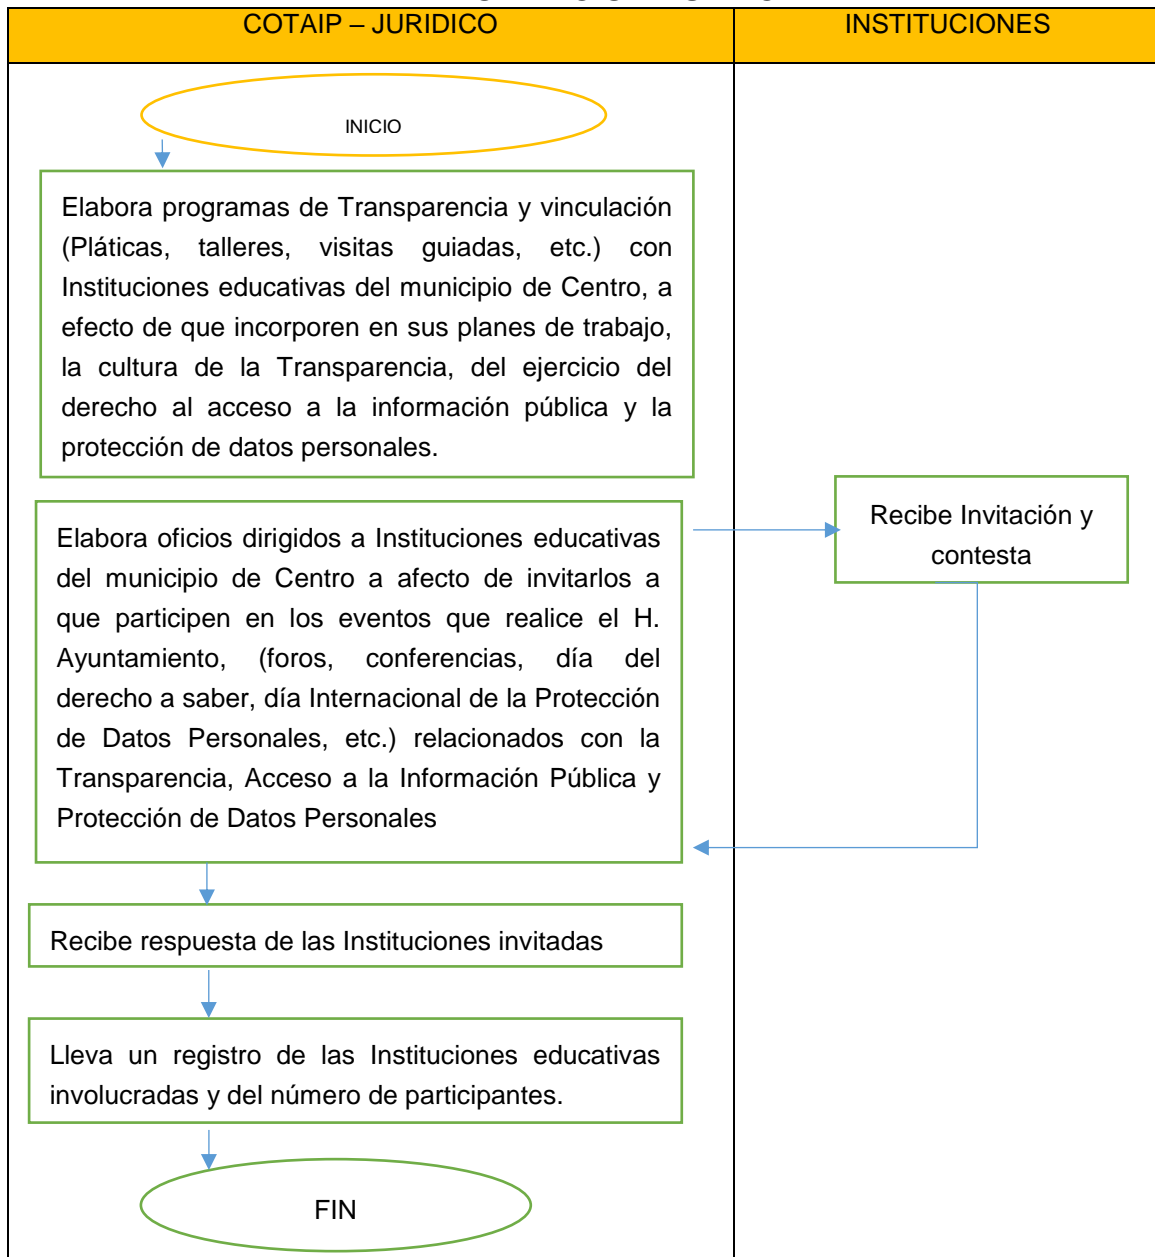 COTAIP – JURIDICO
INSTITUCIONES
INICIO
Elabora programas de Transparencia y vinculación
(Pláticas, talleres, visitas guiadas, etc.) con
Instituciones educativas del municipio de Centro, a
efecto de que incorporen en sus planes de trabajo,
la cultura de la Transparencia, del ejercicio del
derecho al acceso a la información pública y la
protección de datos personales.
Elabora oficios dirigidos a Instituciones educativas
del municipio de Centro a afecto de invitarlos a
que participen en los eventos que realice el H.
Ayuntamiento, (foros, conferencias, día del
derecho a saber, día Internacional de la Protección
de Datos Personales, etc.) relacionados con la
Transparencia, Acceso a la Información Pública y
Protección de Datos Personales
Recibe Invitación y
contesta
Recibe respuesta de las Instituciones invitadas
Lleva un registro de las Instituciones educativas
involucradas y del número de participantes.
FIN